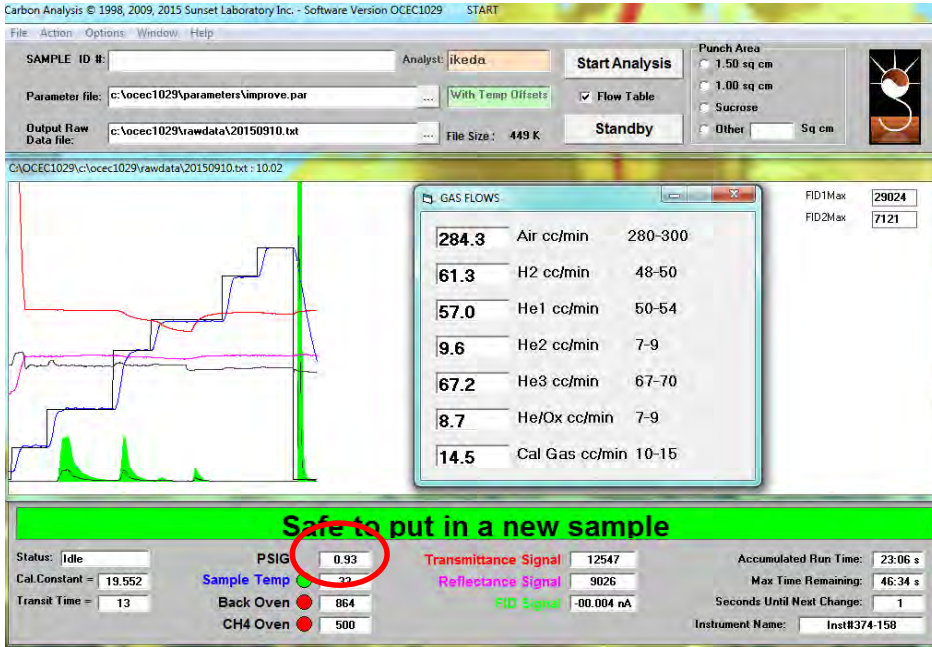 Carbon Analysis © 1998, 2009, 2015 Sunset Laboratory Inc. - Software Version OCEC1029 START
File Action Options Window Help
SAMPLE ID #: Analyst: ikeda Start Analysis Punch Area
1.50 sq cm
1.00 sq cm
Parameter file: c:\ocec1029\parameters\improve.par ... With Temp Offsets Flow Table
Sucrose
Output Raw Data file: c:\ocec1029\rawdata\20150910.txt ... File Size : 449 K Standby Other Sq cm
C:\OCEC1029\c\ocec1029\rawdata\20150910.txt : 10.02
GAS FLOWS
FID1Max 29024
FID2Max 7121
284.3 Air cc/min 280-300
61.3 H2 cc/min 48-50
57.0 He1 cc/min 50-54
9.6 He2 cc/min 7-9
67.2 He3 cc/min 67-70
8.7 He/Ox cc/min 7-9
14.5 Cal Gas cc/min 10-15
Safe to put in a new sample
Status: Idle PSIG 0.93 Transmittance Signal 12547 Accumulated Run Time: 23:06 s
Cal.Constant = 19.552 Sample Temp Reflectance Signal 9026 Max Time Remaining: 46:34 s
Transit Time = 13 Back Oven 864 FID Signal -00.004 nA Seconds Until Next Change: 1
CH4 Oven 500 Instrument Name: Inst#374-158